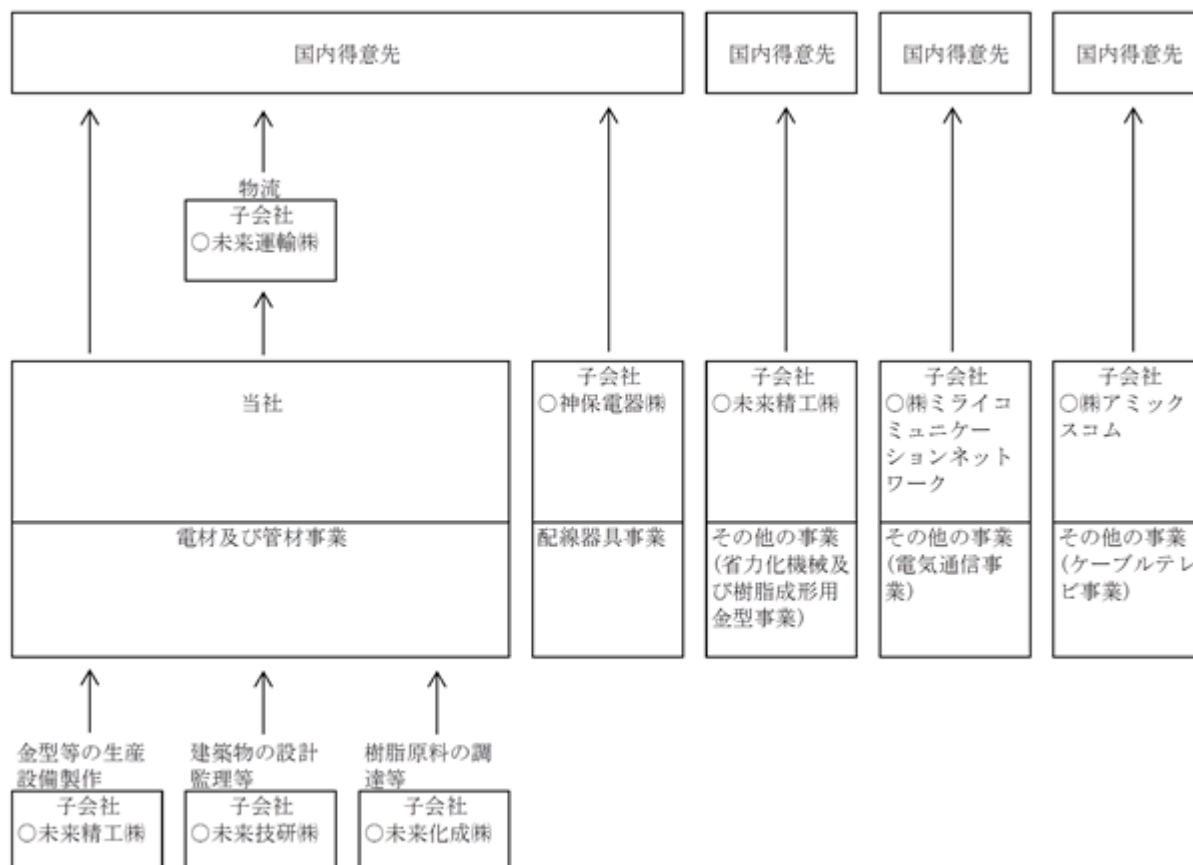 国内得意先
国内得意先
国内得意先
国内得意先
物流
子会社
○未来運輸㈱
当社
電材及び管材事業
子会社
○神保電器㈱
配線器具事業
子会社
○未来精工㈱
その他の事業
(省力化機械及
び樹脂成形用
金型事業)
子会社
○㈱ミライコ
ミュニケー
ションネット
ワーク
その他の事業
(電気通信事
業)
子会社
○㈱アミック
スコム
その他の事業
(ケーブルテレ
ビ事業)
金型等の生産
設備製作
子会社
○未来精工㈱
建築物の設計
監理等
子会社
○未来技研㈱
樹脂原料の調
達等
子会社
○未来化成㈱